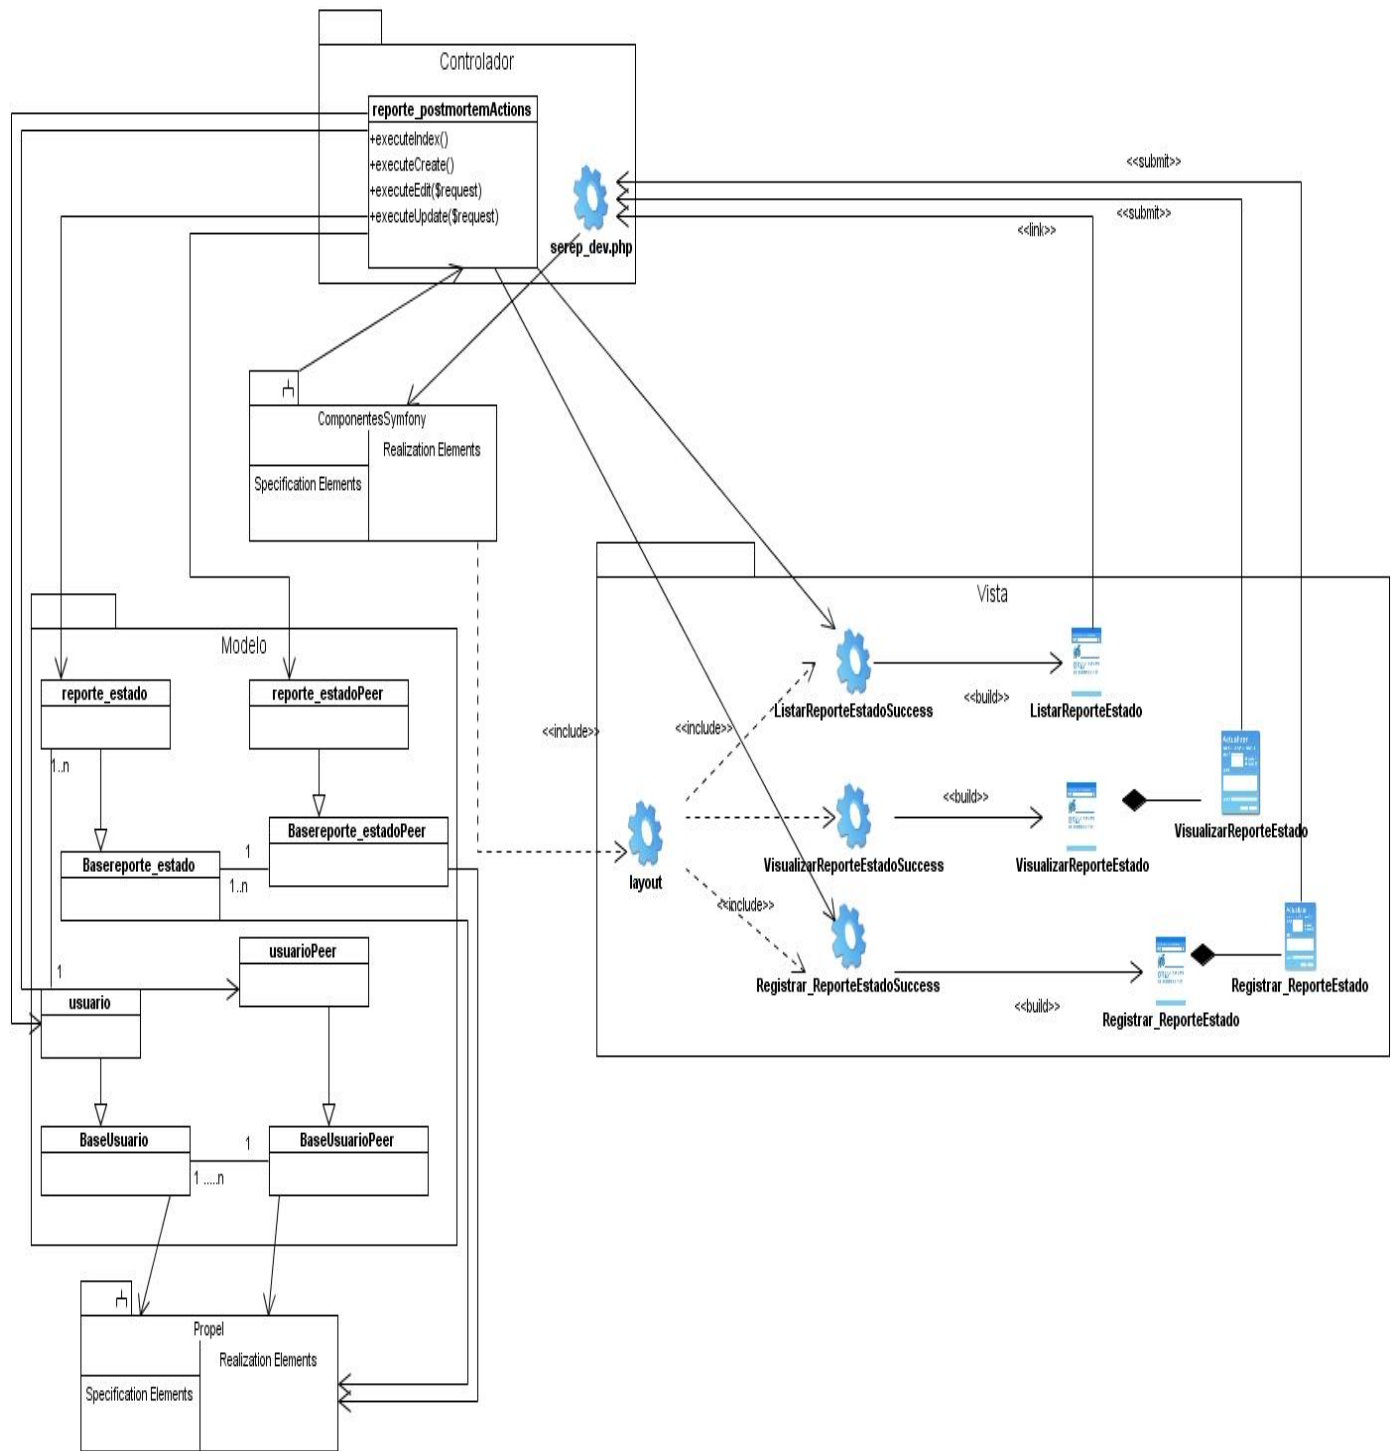 Controlador
reporte_postmortemActions
+executeIndex()
+executeCreate()
+executeEdit($request)
+executeUpdate($request)
serep_dev.php
<<submit>>
<<submit>>
<<link>>
ComponentesSymfony
Realization Elements
Specification Elements
Vista
Modelo
reporte_estado
reporte_estadoPeer
1..n
Basereporte_estadoPeer
Basereporte_estado
1
1..n
usuarioPeer
1
usuario
BaseUsuario
1
BaseUsuarioPeer
1 .....n
Propel
Realization Elements
Specification Elements
<<include>>
<<include>>
<<include>>
layout
ListarReporteEstadoSuccess
<<build>>
ListarReporteEstado
Actualizar
VisualizarReporteEstadoSuccess
<<build>>
VisualizarReporteEstado
VisualizarReporteEstado
Registrar_ReporteEstadoSuccess
<<build>>
Registrar_ReporteEstado
Registrar_ReporteEstado